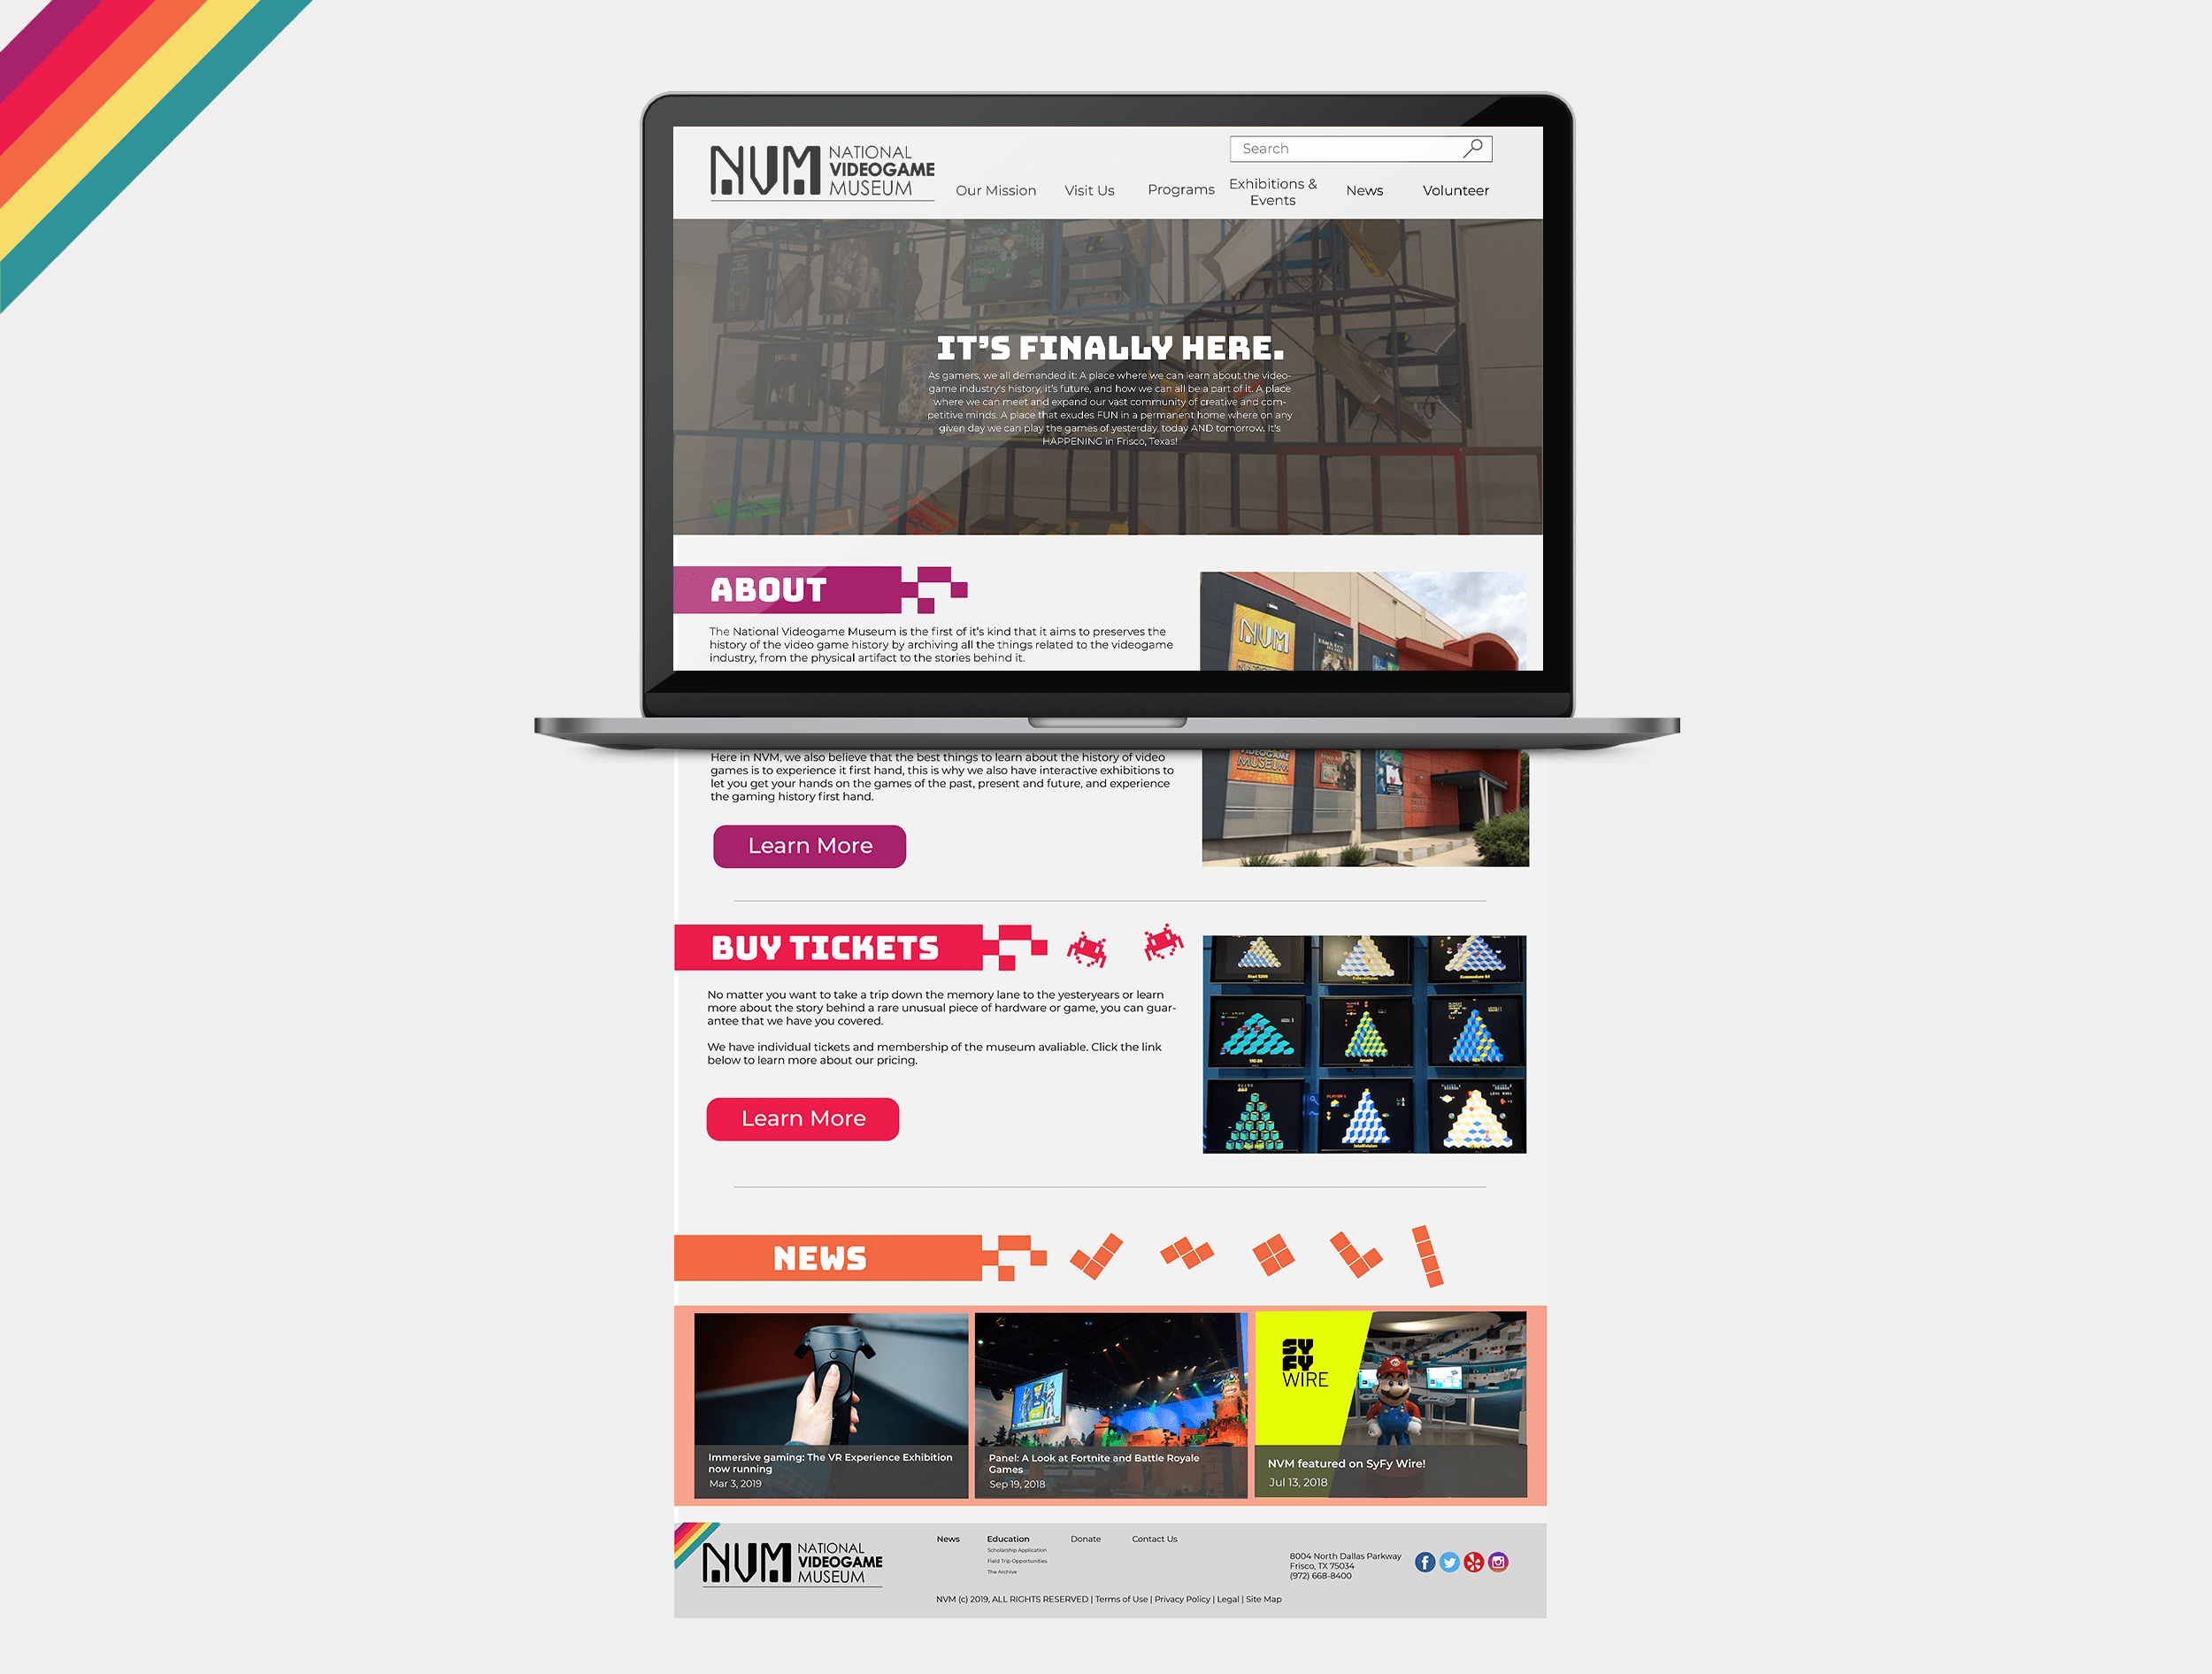 NVM NATIONAL
VIDEOGAME
MUSEUM
Search
Our Mission
Visit Us
Programs
Exhibitions &
Events
News
Volunteer
IT'S FINALLY HERE.
As gamers, we all demanded it: A place where we can learn about the video-
game industry's history, it's future, and how we can all be a part of it. A place
where we can meet and expand our vast community of creative and com-
petitive minds. A place that exudes FUN in a permanent home where on any
given day we can play the games of yesterday, today AND tomorrow. It's
HAPPENING in Frisco, Texas!
ABOUT
The National Videogame Museum is the first of it's kind that it aims to preserves the
history of the video game history by archiving all the things related to the videogame
industry, from the physical artifact to the stories behind it.
NVM
Here in NVM, we also believe that the best things to learn about the history of video
games is to experience it first hand, this is why we also have interactive exhibitions to
let you get your hands on the games of the past, present and future, and experience
the gaming history first hand.
VIDEOGAME
MUSEUM
Learn More
BUY TICKETS
No matter you want to take a trip down the memory lane to the yesteryears or learn
more about the story behind a rare unusual piece of hardware or game, you can guar-
antee that we have you covered.
We have individual tickets and membership of the museum avaliable. Click the link
below to learn more about our pricing.
Atari 5200
Commodore 64
VIC-20
Arcade
Intellivision
Learn More
NEWS
SY
FY
WIRE
Immersive gaming: The VR Experience Exhibition
now running
Mar 3, 2019
Panel: A Look at Fortnite and Battle Royale
Games
Sep 19, 2018
NVM featured on SyFy Wire!
Jul 13, 2018
NVM NATIONAL
VIDEOGAME
MUSEUM
News
Education
Scholarship Application
Field Trip Opportunities
The Archive
Donate
Contact Us
8004 North Dallas Parkway
Frisco, TX 75034
(972) 668-8400
NVM (c) 2019, ALL RIGHTS RESERVED | Terms of Use | Privacy Policy | Legal | Site Map